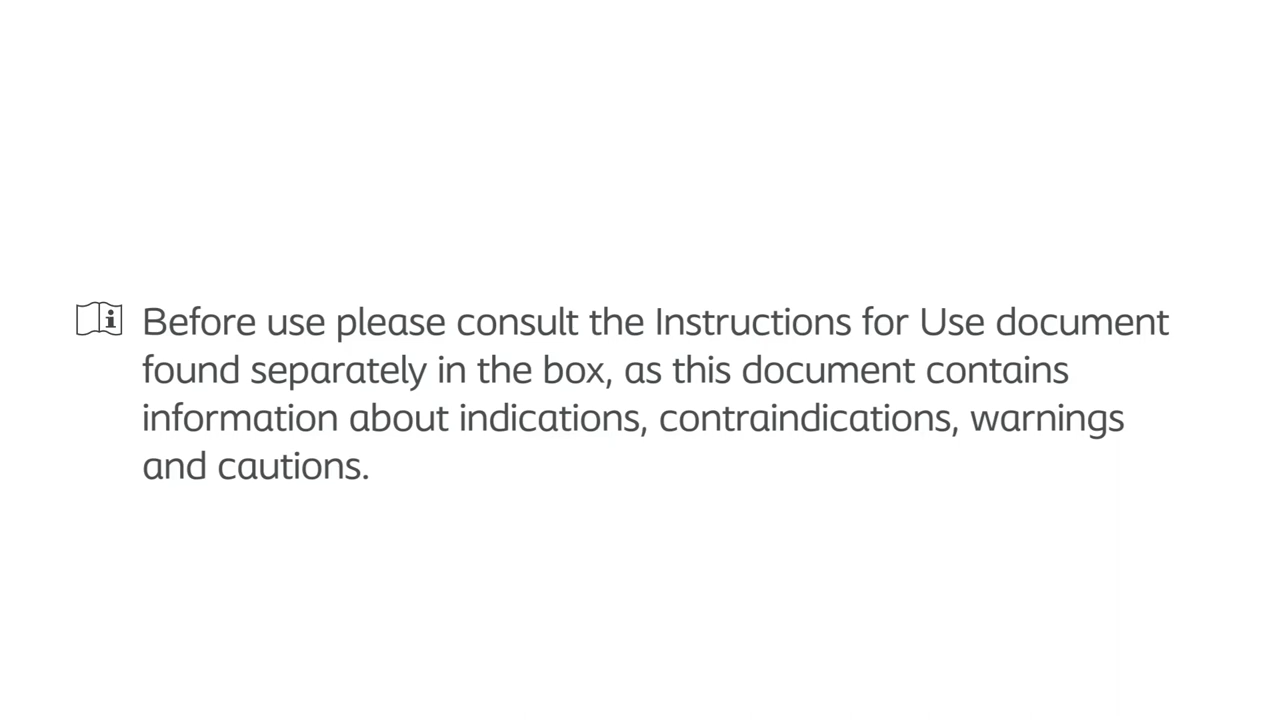 Before use please consult the Instructions for Use document
found separately in the box, as this document contains
information about indications, contraindications, warnings
and cautions.